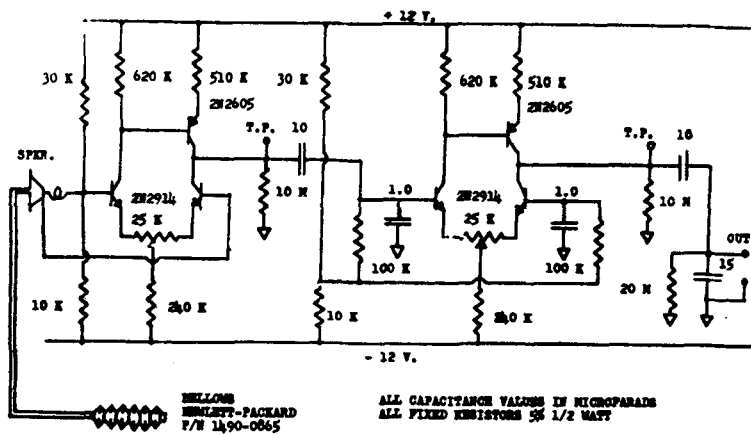 + 12 V.
30 K
620 K
510 K
2N2605
30 K
620 K
510 K
2N2605
SPKR.
T.P.
10
T.P.
10
2N2914
25 K
10 M
1.0
2N2914
25 K
1.0
10 M
OUT
100 K
100 K
20 M
15
10 K
240 K
10 K
240 K
- 12 V.
BELLOWS
HEWLETT-PACKARD
P/N 1490-0865
ALL CAPACITANCE VALUES IN MICROFARADS
ALL FIXED RESISTORS 5% 1/2 WATT